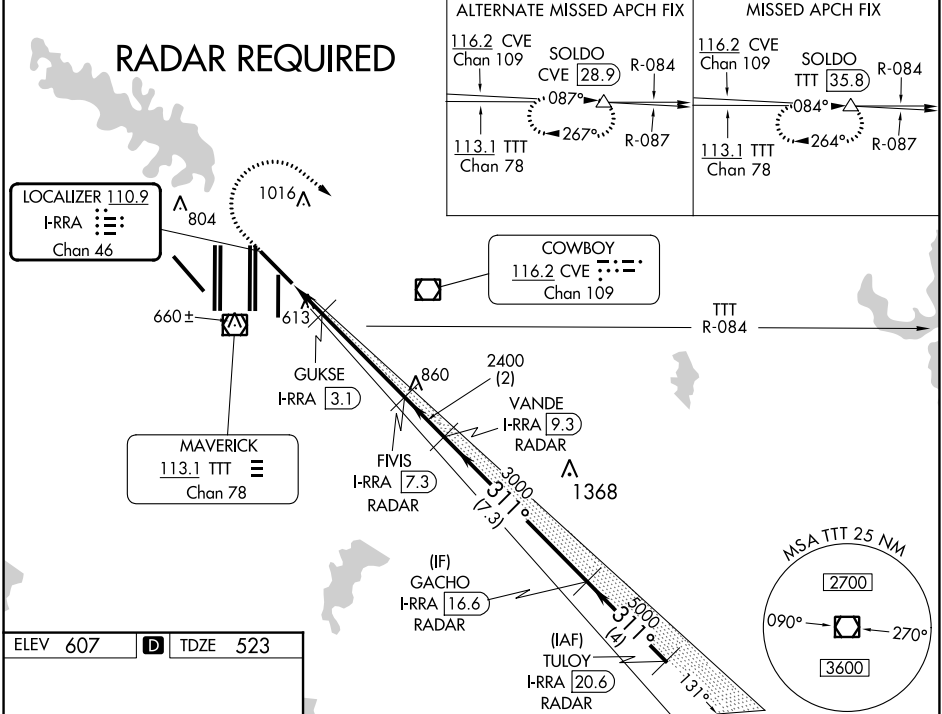 RADAR REQUIRED
ALTERNATE MISSED APCH FIX
116.2 CVE
Chan 109
SOLDO
CVE 28.9
R-084
087°
267°
113.1 TTT
Chan 78
R-087
MISSED APCH FIX
116.2 CVE
Chan 109
SOLDO
TTT 35.8
R-084
084°
264°
113.1 TTT
Chan 78
R-087
LOCALIZER 110.9
I-RRA
Chan 46
804
1016
COWBOY
116.2 CVE
Chan 109
TTT
R-084
660±
613
GUKSE
I-RRA 3.1
860
2400
(2)
VANDE
I-RRA 9.3
RADAR
MAVERICK
113.1 TTT
Chan 78
FIVIS
I-RRA 7.3
RADAR
1368
3000
311°
(7.3)
(IF)
GACHO
I-RRA 16.6
RADAR
5000
311°
(4)
(IAF)
TULOY
I-RRA 20.6
RADAR
131°
MSA TTT 25 NM
2700
090°
270°
3600
ELEV 607 D TDZE 523